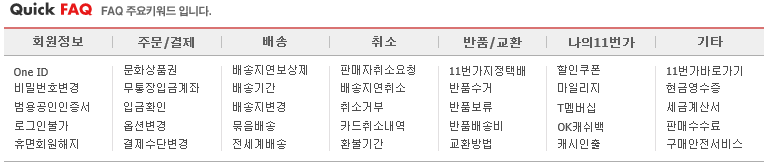 Quick FAQ FAQ 주요키워드 입니다.
회원정보 주문/결제 배송 취소 반품/교환 나의11번가 기타
One ID 문화상품권 배송지연보상제 판매자취소요청 11번가지정택배 할인쿠폰 11번가바로가기
비밀번호변경 무통장입금계좌 배송기간 배송지연취소 반품수거 마일리지 현금영수증
범용공인인증서 입금확인 배송지변경 취소거부 반품보류 T멤버십 세금계산서
로그인불가 옵션변경 묶음배송 카드취소내역 반품배송비 OK캐쉬백 판매수수료
휴면회원해지 결제수단변경 전세계배송 환불기간 교환방법 캐시인출 구매안전서비스